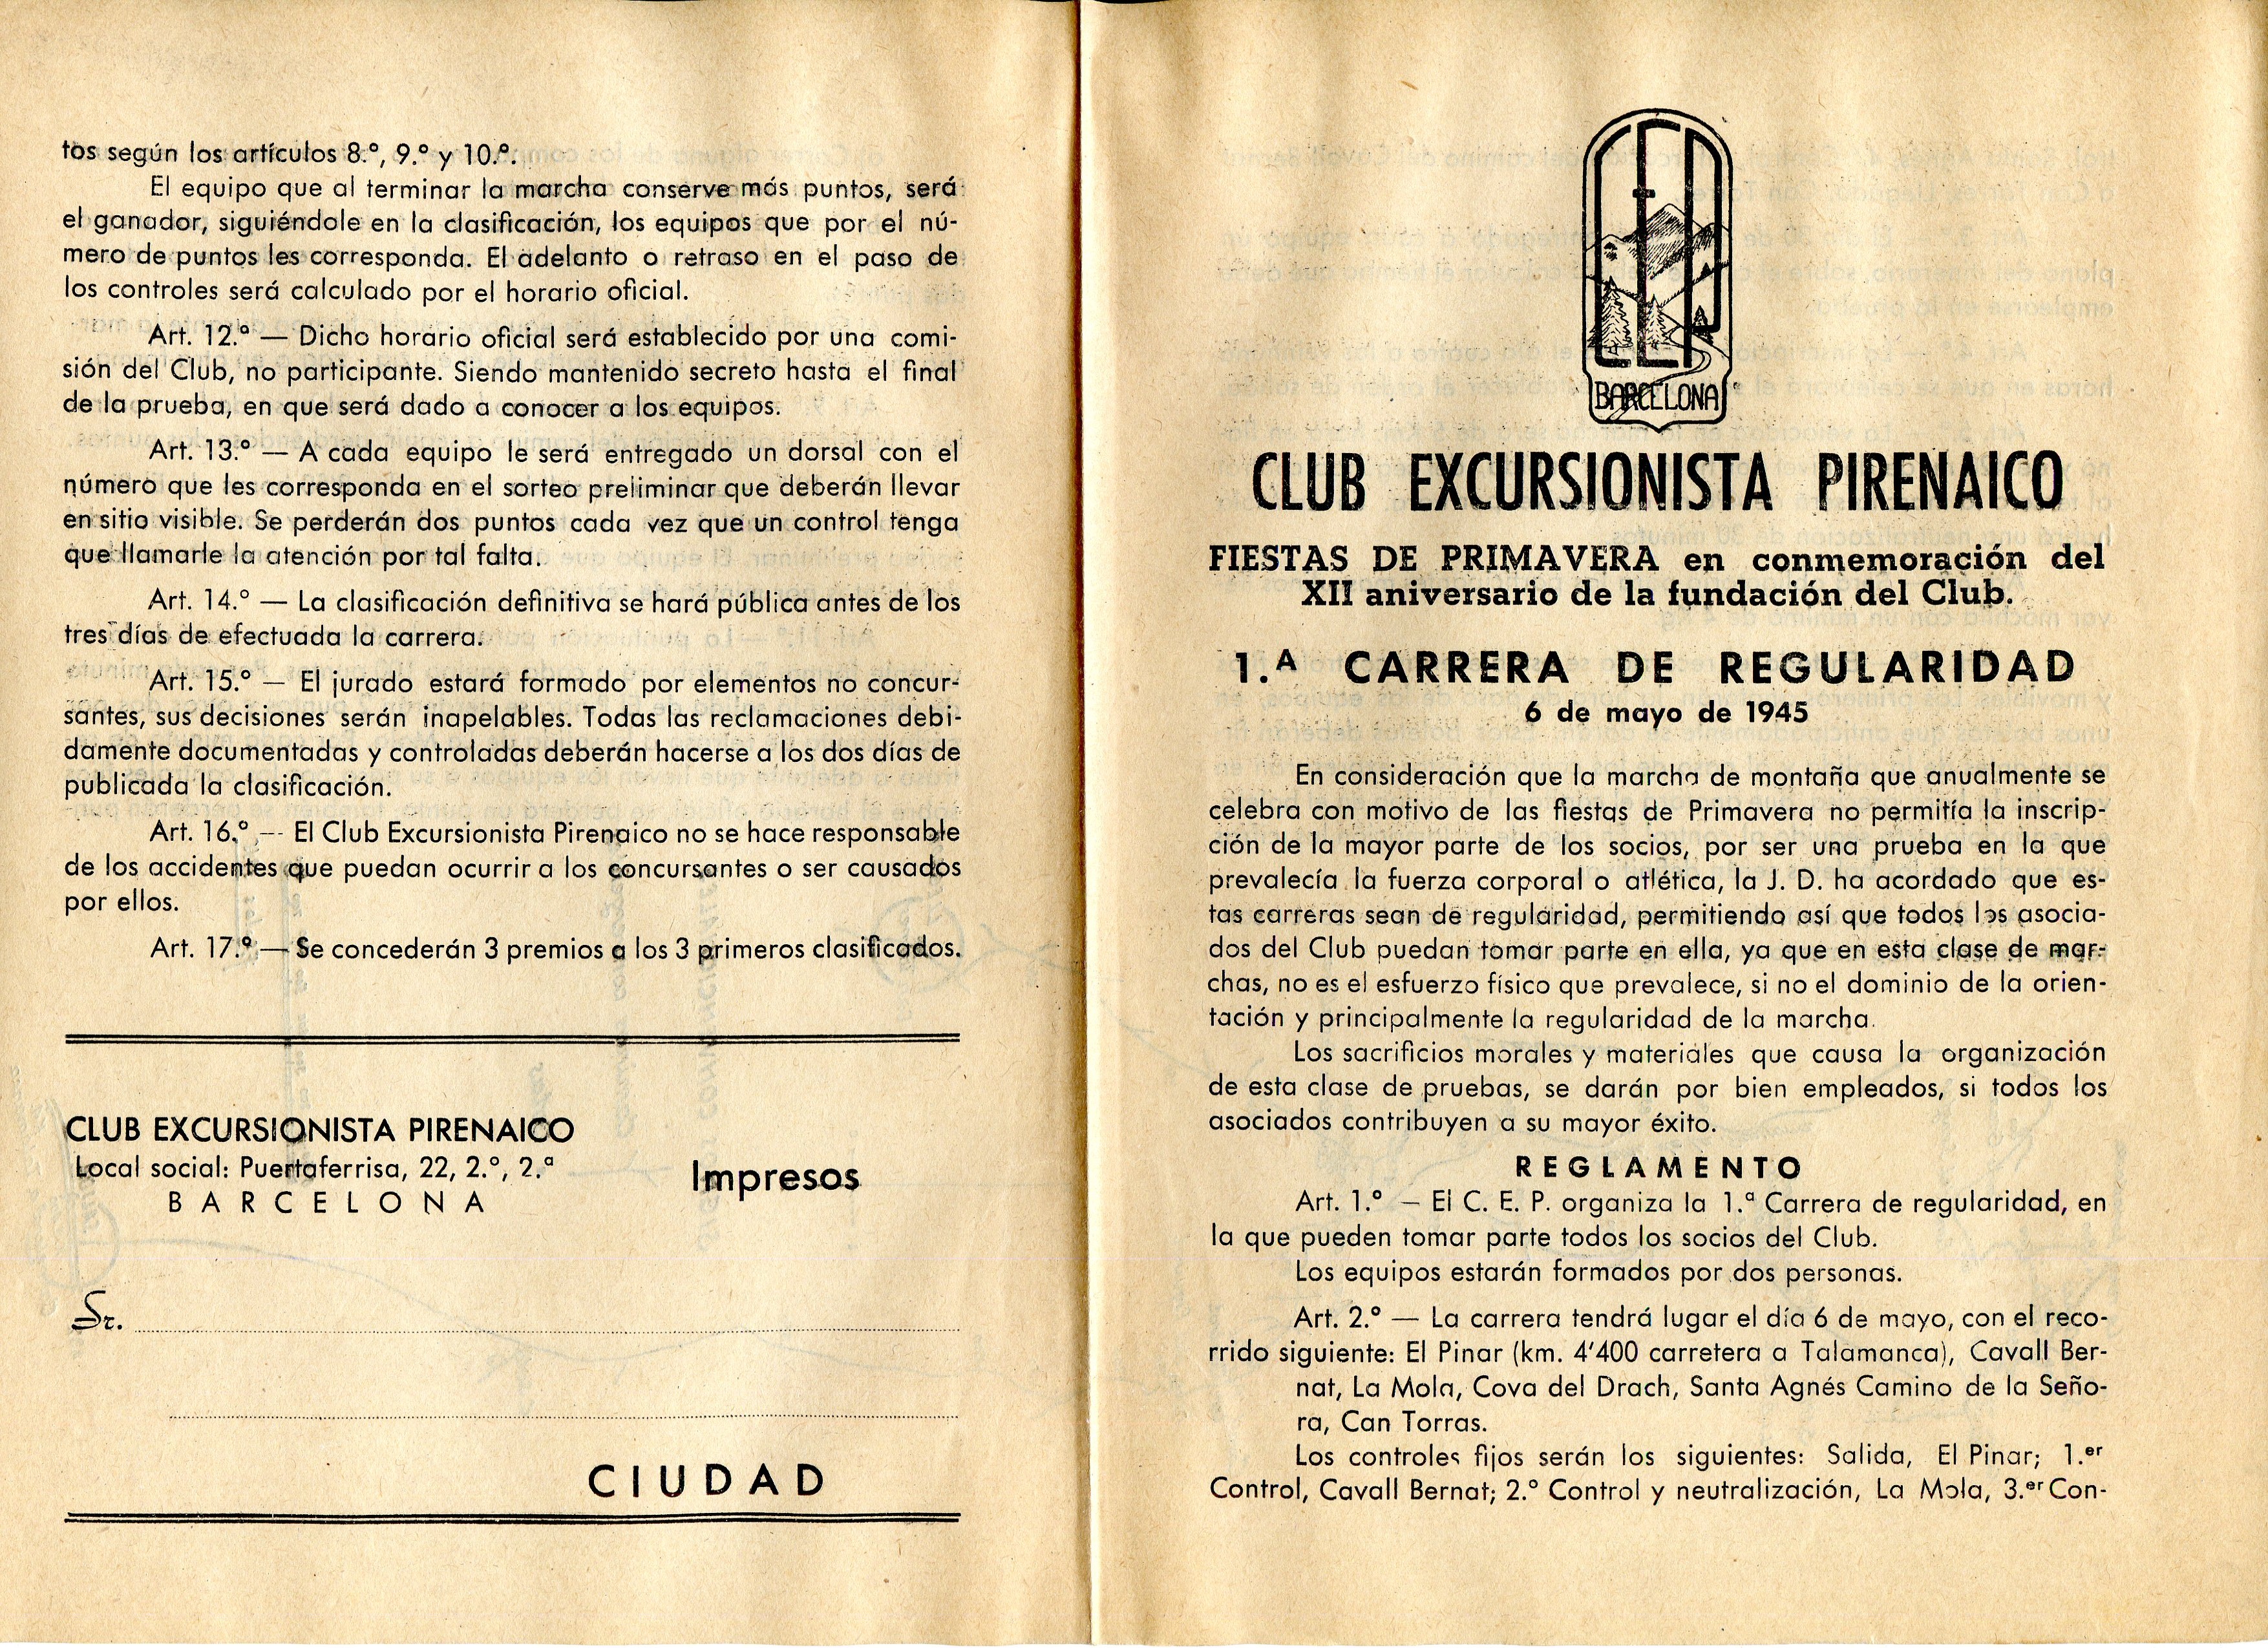 tos según los artículos 8.º, 9.º y 10.º.
El equipo que al terminar la marcha conserve más puntos, será
el ganador, siguiéndole en la clasificación, los equipos que por el nú-
mero de puntos les corresponda. El adelanto o retraso en el paso de
los controles será calculado por el horario oficial.
Art. 12.º — Dicho horario oficial será establecido por una comi-
sión del Club, no participante. Siendo mantenido secreto hasta el final
de la prueba, en que será dado a conocer a los equipos.
Art. 13.º — A cada equipo le será entregado un dorsal con el
número que les corresponda en el sorteo preliminar que deberán llevar
en sitio visible. Se perderán dos puntos cada vez que un control tenga
que llamarle la atención por tal falta.
Art. 14.º — La clasificación definitiva se hará pública antes de los
tres días de efectuada la carrera.
Art. 15.º — El jurado estará formado por elementos no concur-
santes, sus decisiones serán inapelables. Todas las reclamaciones debi-
damente documentadas y controladas deberán hacerse a los dos días de
publicada la clasificación.
Art. 16.º — El Club Excursionista Pirenaico no se hace responsable
de los accidentes que puedan ocurrir a los concursantes o ser causados
por ellos.
Art. 17.º — Se concederán 3 premios a los 3 primeros clasificados.
CLUB EXCURSIONISTA PIRENAICO
Local social: Puertaferrisa, 22, 2.º, 2.ª
BARCELONA
Impresos
Sr.
CIUDAD
CEP
BARCELONA
CLUB EXCURSIONISTA PIRENAICO
FIESTAS DE PRIMAVERA en conmemoración del
XII aniversario de la fundación del Club.
1.ª CARRERA DE REGULARIDAD
6 de mayo de 1945
En consideración que la marcha de montaña que anualmente se
celebra con motivo de las fiestas de Primavera no permitía la inscrip-
ción de la mayor parte de los socios, por ser una prueba en la que
prevalecía la fuerza corporal o atlética, la J. D. ha acordado que es-
tas carreras sean de regularidad, permitiendo así que todos los asocia-
dos del Club puedan tomar parte en ella, ya que en esta clase de mar-
chas, no es el esfuerzo físico que prevalece, si no el dominio de la orien-
tación y principalmente la regularidad de la marcha.
Los sacrificios morales y materiales que causa la organización
de esta clase de pruebas, se darán por bien empleados, si todos los
asociados contribuyen a su mayor éxito.
REGLAMENTO
Art. 1.º — El C. E. P. organiza la 1.ª Carrera de regularidad, en
la que pueden tomar parte todos los socios del Club.
Los equipos estarán formados por dos personas.
Art. 2.º — La carrera tendrá lugar el día 6 de mayo, con el reco-
rrido siguiente: El Pinar (km. 4'400 carretera a Talamanca), Cavall Ber-
nat, La Mola, Cova del Drach, Santa Agnés Camino de la Seño-
ra, Can Torras.
Los controles fijos serán los siguientes: Salida, El Pinar; 1.er
Control, Cavall Bernat; 2.º Control y neutralización, La Mola, 3.er Con-